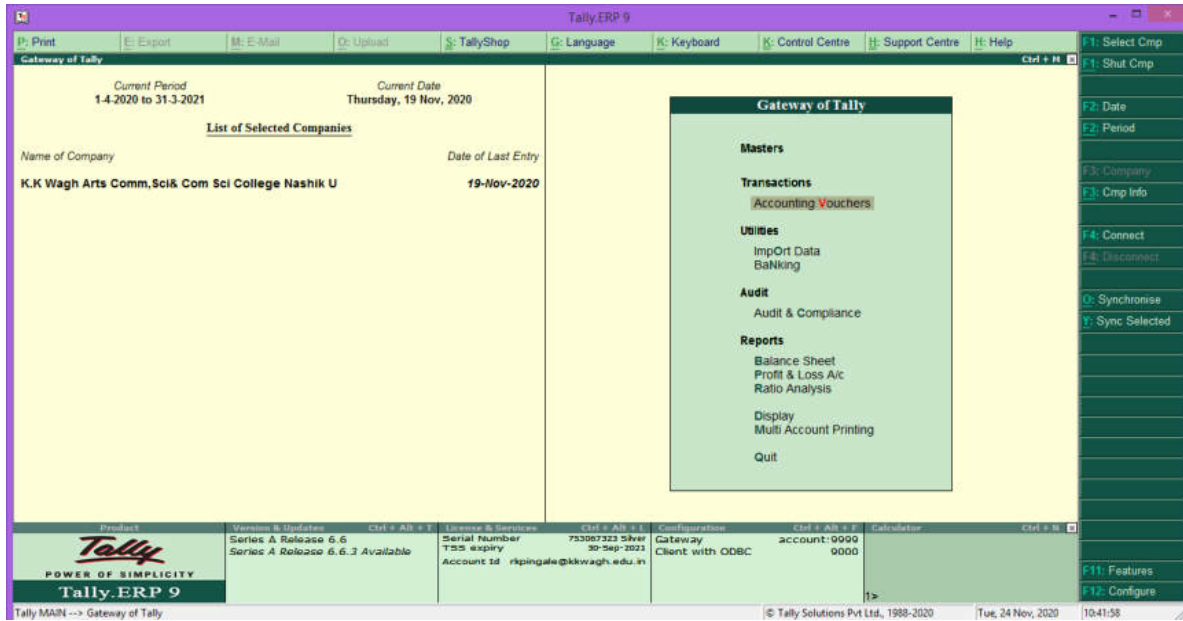 Tally.ERP 9
P: Print E: Export M: E-Mail O: Upload S: TallyShop G: Language K: Keyboard K: Control Centre H: Support Centre H: Help
Gateway of Tally Ctrl + M
Current Period Current Date
1-4-2020 to 31-3-2021 Thursday, 19 Nov, 2020
List of Selected Companies
Name of Company Date of Last Entry
K.K Wagh Arts Comm,Sci& Com Sci College Nashik U 19-Nov-2020
Gateway of Tally
Masters
Transactions
Accounting Vouchers
Utilities
ImpOrt Data
BaNking
Audit
Audit & Compliance
Reports
Balance Sheet
Profit & Loss A/c
Ratio Analysis
Display
Multi Account Printing
Quit
F1: Select Cmp
F1: Shut Cmp
F2: Date
F2: Period
F3: Company
F3: Cmp Info
F4: Connect
F4: Disconnect
O: Synchronise
Y: Sync Selected
F11: Features
F12: Configure
Product
Tally
POWER OF SIMPLICITY
Tally.ERP 9
Version & Updates Ctrl + Alt + T
Series A Release 6.6
Series A Release 6.6.3 Available
License & Services Ctrl + Alt + L
Serial Number 753067323 Silver
TSS expiry 30-Sep-2021
Account Id rkpingale@kkwagh.edu.in
Configuration Ctrl + Alt + F
Gateway account:9999
Client with ODBC 9000
Calculator Ctrl + N
1>
Tally MAIN --> Gateway of Tally © Tally Solutions Pvt Ltd., 1988-2020 Tue, 24 Nov, 2020 10:41:58